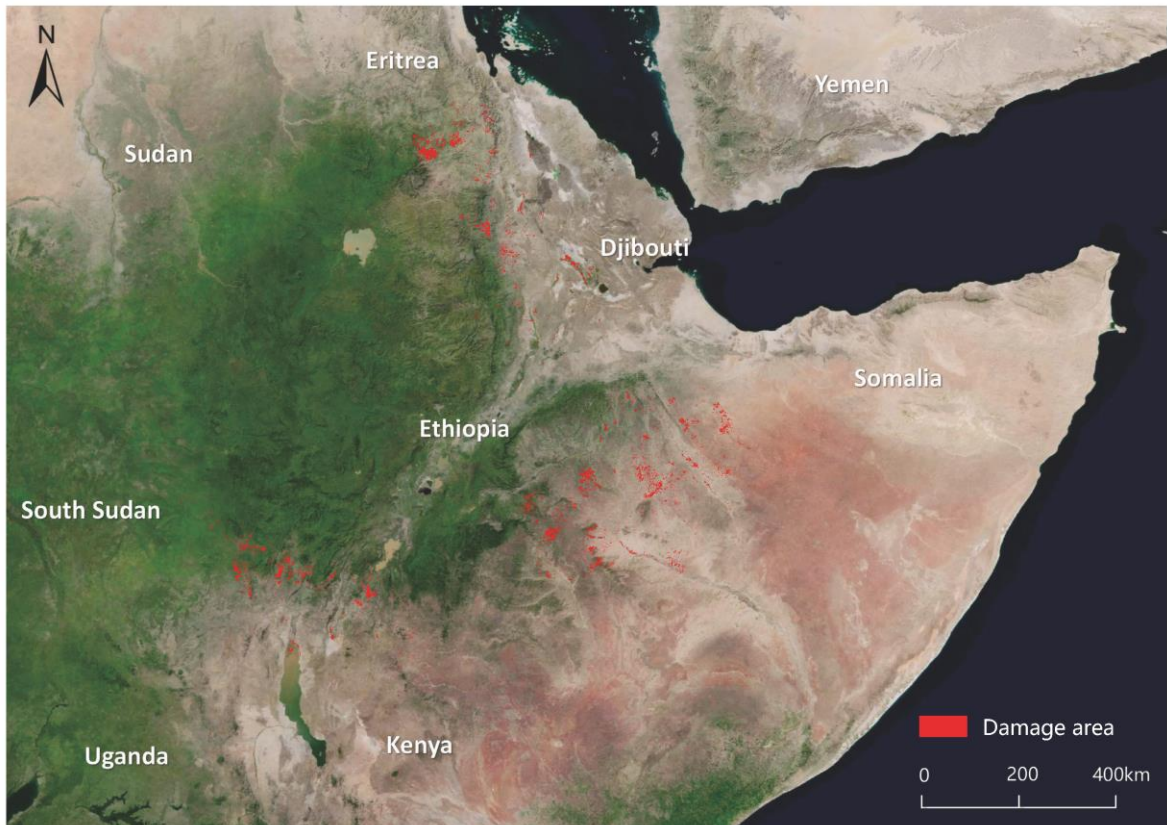 N
Eritrea
Yemen
Sudan
Djibouti
Somalia
Ethiopia
South Sudan
Damage area
Kenya
Uganda
0 200 400km